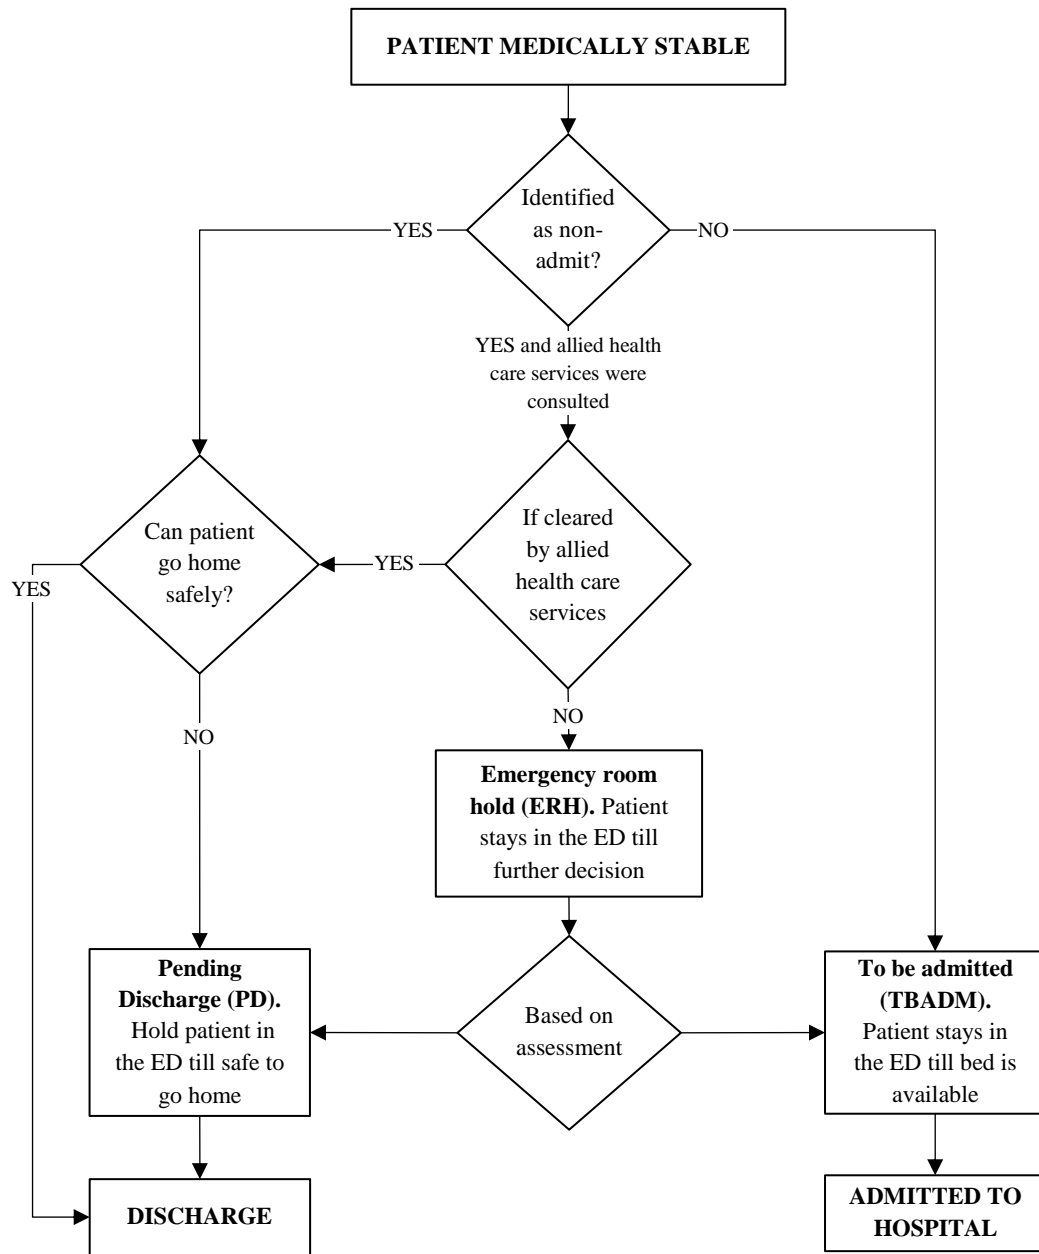 PATIENT MEDICALLY STABLE
Identified
as non-
admit?
YES
NO
YES and allied health
care services were
consulted
Can patient
go home
safely?
YES
If cleared
by allied
health care
services
YES
NO
NO
Emergency room
hold (ERH). Patient
stays in the ED till
further decision
Pending
Discharge (PD).
Hold patient in
the ED till safe to
go home
Based on
assessment
To be admitted
(TBADM).
Patient stays in
the ED till bed is
available
DISCHARGE
ADMITTED TO
HOSPITAL